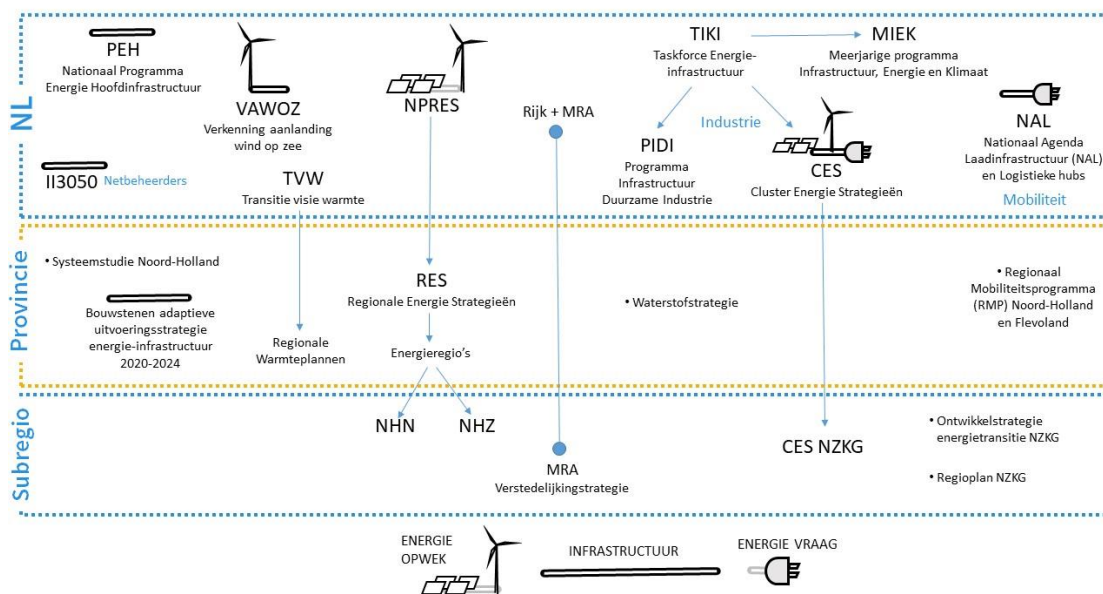 NL
PEH
Nationaal Programma
Energie Hoofdinfrastructuur
VAWOZ
Verkenning aanlanding
wind op zee
NPRES
Rijk + MRA
TIKI
Taskforce Energie-
infrastructuur
MIEK
Meerjarige programma
Infrastructuur, Energie en Klimaat
Industrie
PIDI
Programma
Infrastructuur
Duurzame Industrie
CES
Cluster Energie Strategieën
NAL
Nationaal Agenda
Laadinfrastructuur (NAL)
en Logistieke hubs
Mobiliteit
II3050 Netbeheerders
TVW
Transitie visie warmte
Provincie
• Systeemstudie Noord-Holland
Bouwstenen adaptieve
uitvoeringsstrategie
energie-infrastructuur
2020-2024
Regionale
Warmteplannen
RES
Regionale Energie Strategieën
Energieregio's
• Waterstofstrategie
• Regionaal
Mobiliteitsprogramma
(RMP) Noord-Holland
en Flevoland
Subregio
NHN
NHZ
MRA
Verstedelijkingstrategie
CES NZKG
• Ontwikkelstrategie
energietransitie NZKG
• Regioplan NZKG
ENERGIE
OPWEK
INFRASTRUCTUUR
ENERGIE VRAAG